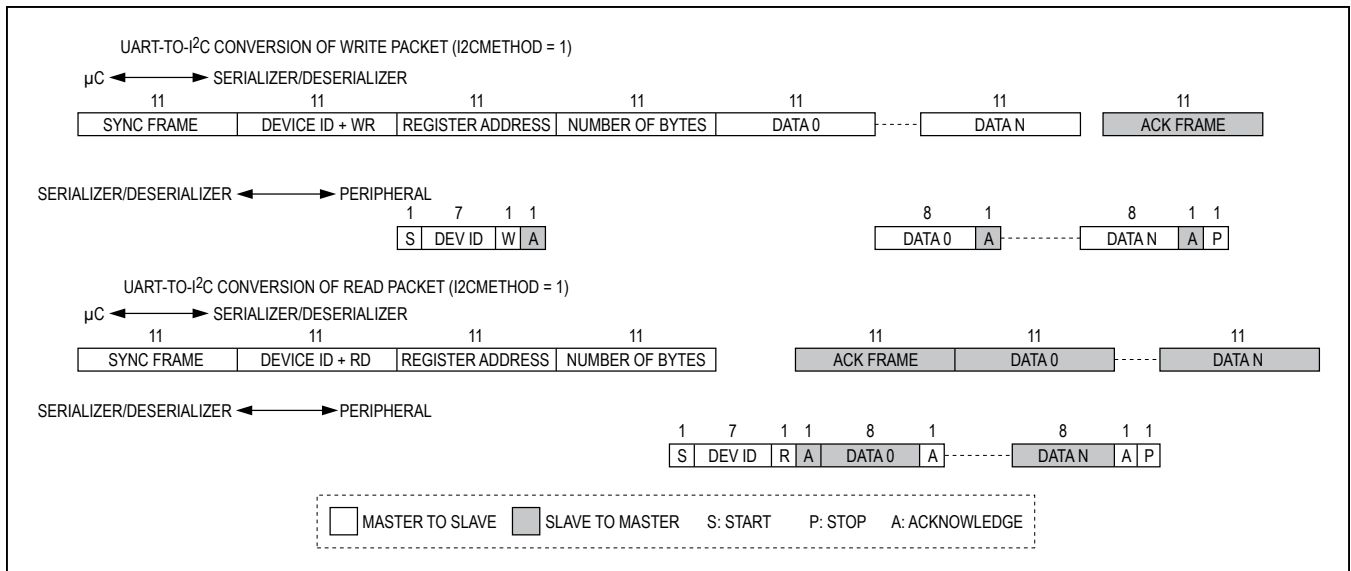 UART-TO-I²C CONVERSION OF WRITE PACKET (I2CMETHOD = 1)
µC SERIALIZER/DESERIALIZER
11 11 11 11 11 11 11
SYNC FRAME DEVICE ID + WR REGISTER ADDRESS NUMBER OF BYTES DATA 0 DATA N ACK FRAME
SERIALIZER/DESERIALIZER PERIPHERAL
1 7 1 1 8 1 8 1 1
S DEV ID W A DATA 0 A DATA N A P
UART-TO-I²C CONVERSION OF READ PACKET (I2CMETHOD = 1)
µC SERIALIZER/DESERIALIZER
11 11 11 11 11 11 11
SYNC FRAME DEVICE ID + RD REGISTER ADDRESS NUMBER OF BYTES ACK FRAME DATA 0 DATA N
SERIALIZER/DESERIALIZER PERIPHERAL
1 7 1 1 8 1 8 1 1
S DEV ID R A DATA 0 A DATA N A P
MASTER TO SLAVE SLAVE TO MASTER S: START P: STOP A: ACKNOWLEDGE